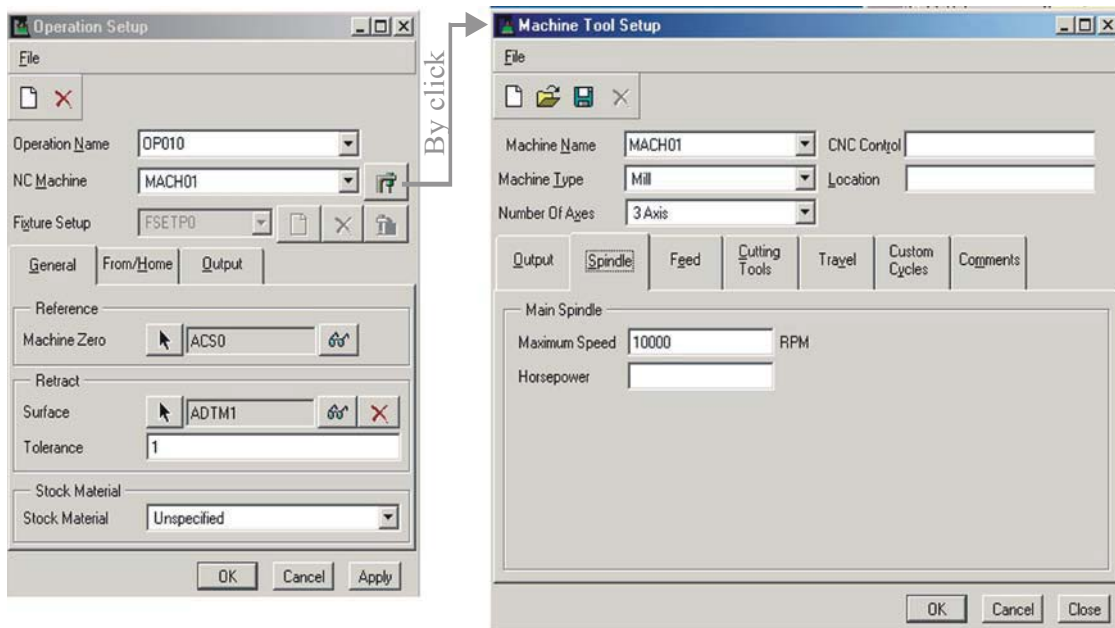 Operation Setup
File
Operation Name OP010
NC Machine MACH01
Fixture Setup FSETP0
General From/Home Output
Reference
Machine Zero ACS0
Retract
Surface ADTM1
Tolerance 1
Stock Material
Stock Material Unspecified
OK Cancel Apply
By click
Machine Tool Setup
File
Machine Name MACH01 CNC Control
Machine Type Mill Location
Number Of Axes 3 Axis
Output Spindle Feed Cutting Tools Travel Custom Cycles Comments
Main Spindle
Maximum Speed 10000 RPM
Horsepower
OK Cancel Close